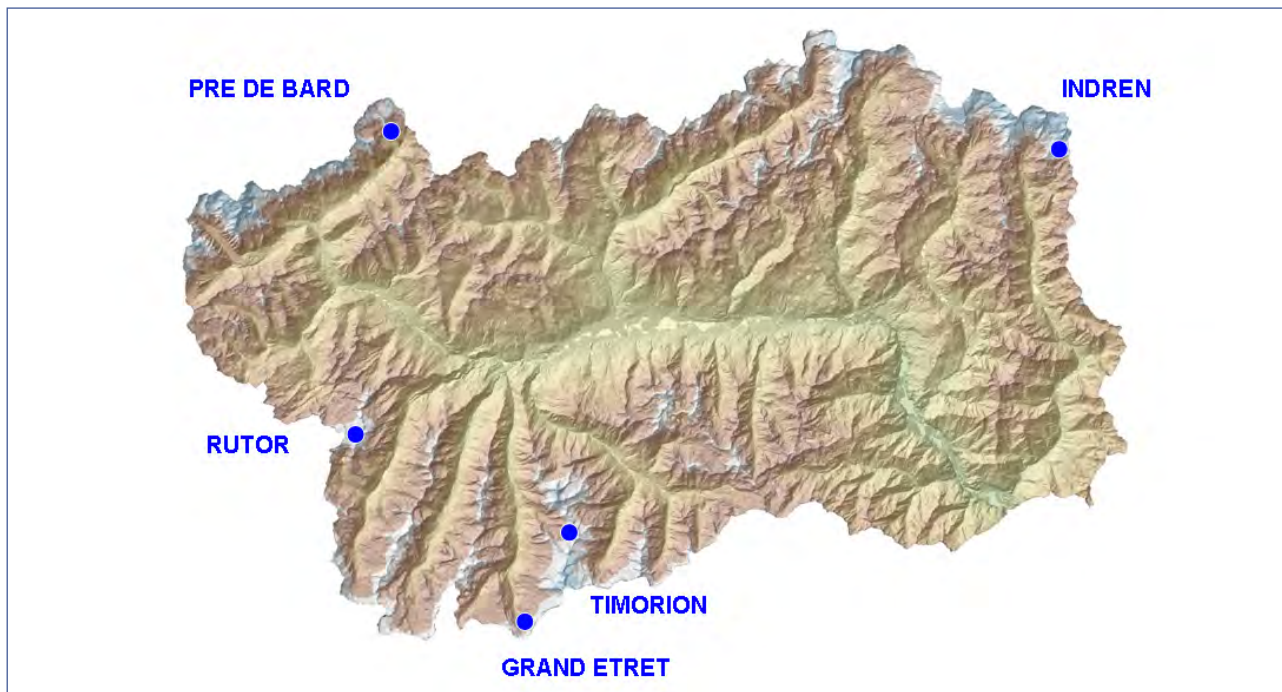 PRE DE BARD
INDREN
RUTOR
TIMORION
GRAND ETRET